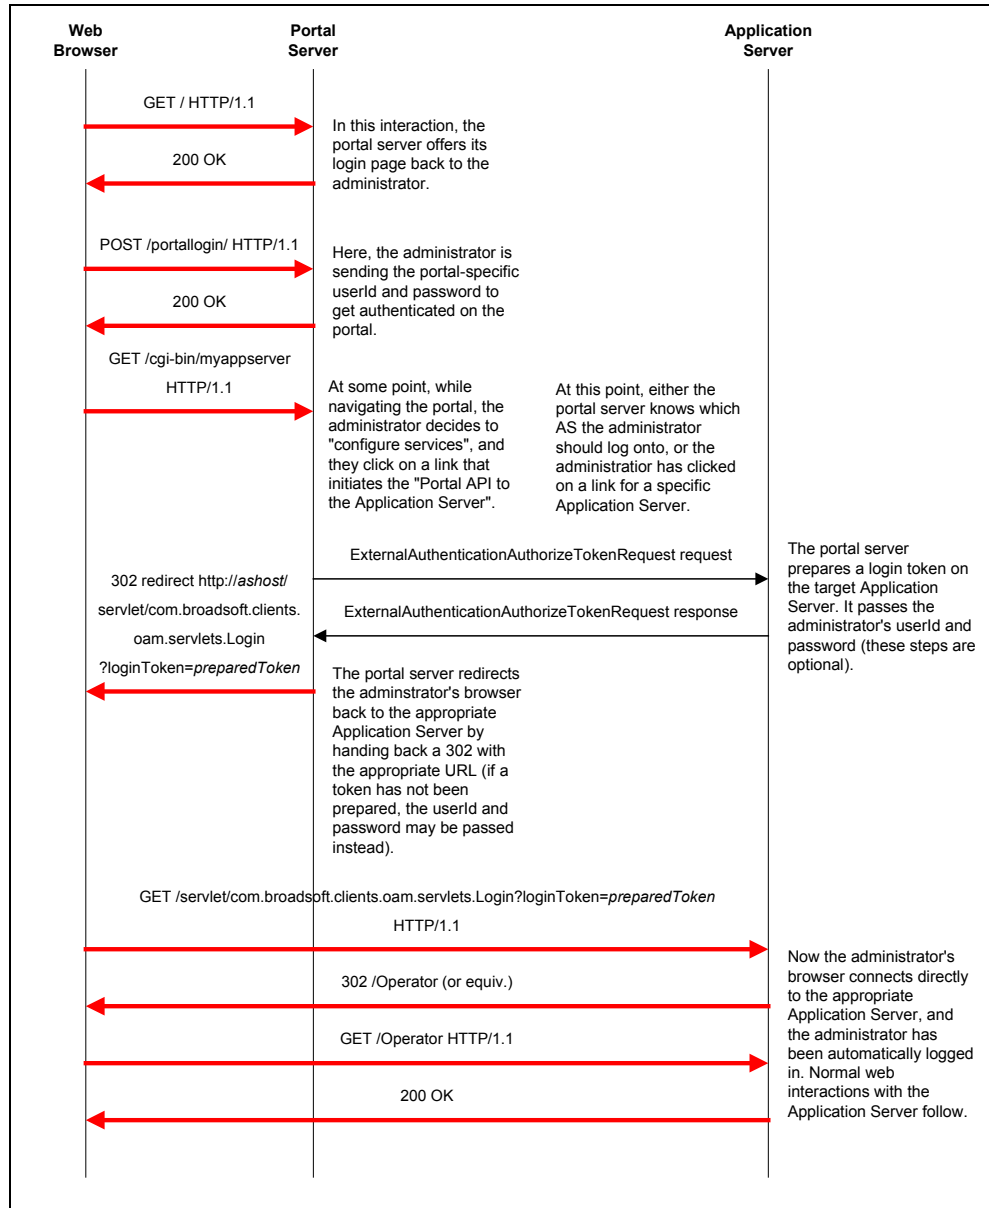 Web
Browser
Portal
Server
Application
Server
GET / HTTP/1.1
In this interaction, the
portal server offers its
login page back to the
administrator.
200 OK
POST /portallogin/ HTTP/1.1
Here, the administrator is
sending the portal-specific
userId and password to
get authenticated on the
portal.
200 OK
GET /cgi-bin/myappserver
HTTP/1.1
At some point, while
navigating the portal, the
administrator decides to
"configure services", and
they click on a link that
initiates the "Portal API to
the Application Server".
At this point, either the
portal server knows which
AS the administrator
should log onto, or the
administratior has clicked
on a link for a specific
Application Server.
ExternalAuthenticationAuthorizeTokenRequest request
The portal server
prepares a login token on
the target Application
Server. It passes the
administrator's userId and
password (these steps are
optional).
302 redirect http://ashost/
servlet/com.broadsoft.clients.
oam.servlets.Login
?loginToken=preparedToken
ExternalAuthenticationAuthorizeTokenRequest response
The portal server redirects
the adminstrator's browser
back to the appropriate
Application Server by
handing back a 302 with
the appropriate URL (if a
token has not been
prepared, the userId and
password may be passed
instead).
GET /servlet/com.broadsoft.clients.oam.servlets.Login?loginToken=preparedToken
HTTP/1.1
302 /Operator (or equiv.)
GET /Operator HTTP/1.1
200 OK
Now the administrator's
browser connects directly
to the appropriate
Application Server, and
the administrator has
been automatically logged
in. Normal web
interactions with the
Application Server follow.